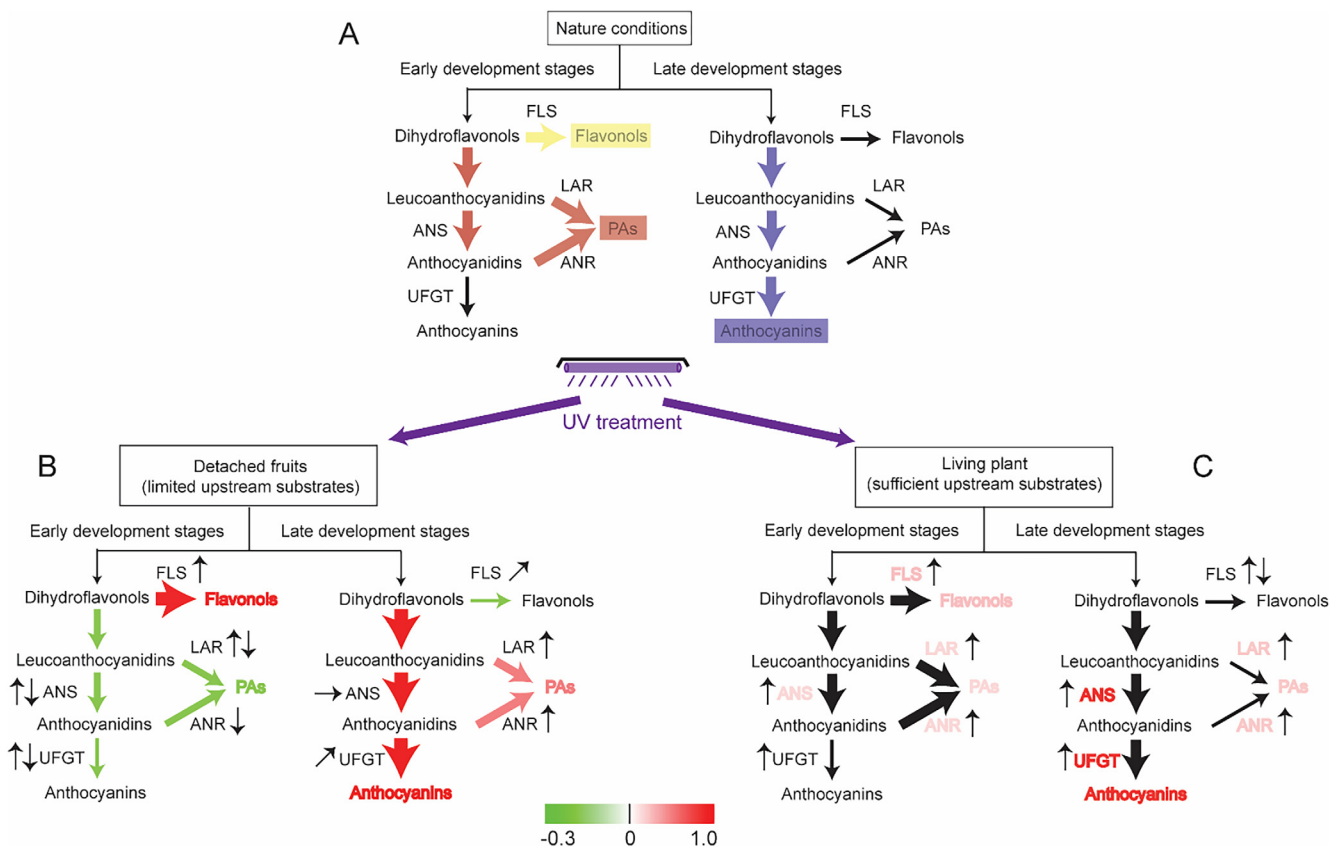 A
Nature conditions
Early development stages
Late development stages
FLS
Dihydroflavonols
Flavonols
LAR
Leucoanthocyanidins
ANS
PAs
Anthocyanidins
ANR
UFGT
Anthocyanins
FLS
Dihydroflavonols
Flavonols
LAR
Leucoanthocyanidins
ANS
PAs
Anthocyanidins
ANR
UFGT
Anthocyanins
UV treatment
B
Detached fruits
(limited upstream substrates)
Early development stages
Late development stages
FLS
Dihydroflavonols
Flavonols
LAR
Leucoanthocyanidins
ANS
PAs
Anthocyanidins
ANR
UFGT
Anthocyanins
FLS
Dihydroflavonols
Flavonols
LAR
Leucoanthocyanidins
ANS
PAs
Anthocyanidins
ANR
UFGT
Anthocyanins
C
Living plant
(sufficient upstream substrates)
Early development stages
Late development stages
FLS
Dihydroflavonols
Flavonols
LAR
Leucoanthocyanidins
ANS
PAs
Anthocyanidins
ANR
UFGT
Anthocyanins
FLS
Dihydroflavonols
Flavonols
LAR
Leucoanthocyanidins
ANS
PAs
Anthocyanidins
ANR
UFGT
Anthocyanins
-0.3 0 1.0